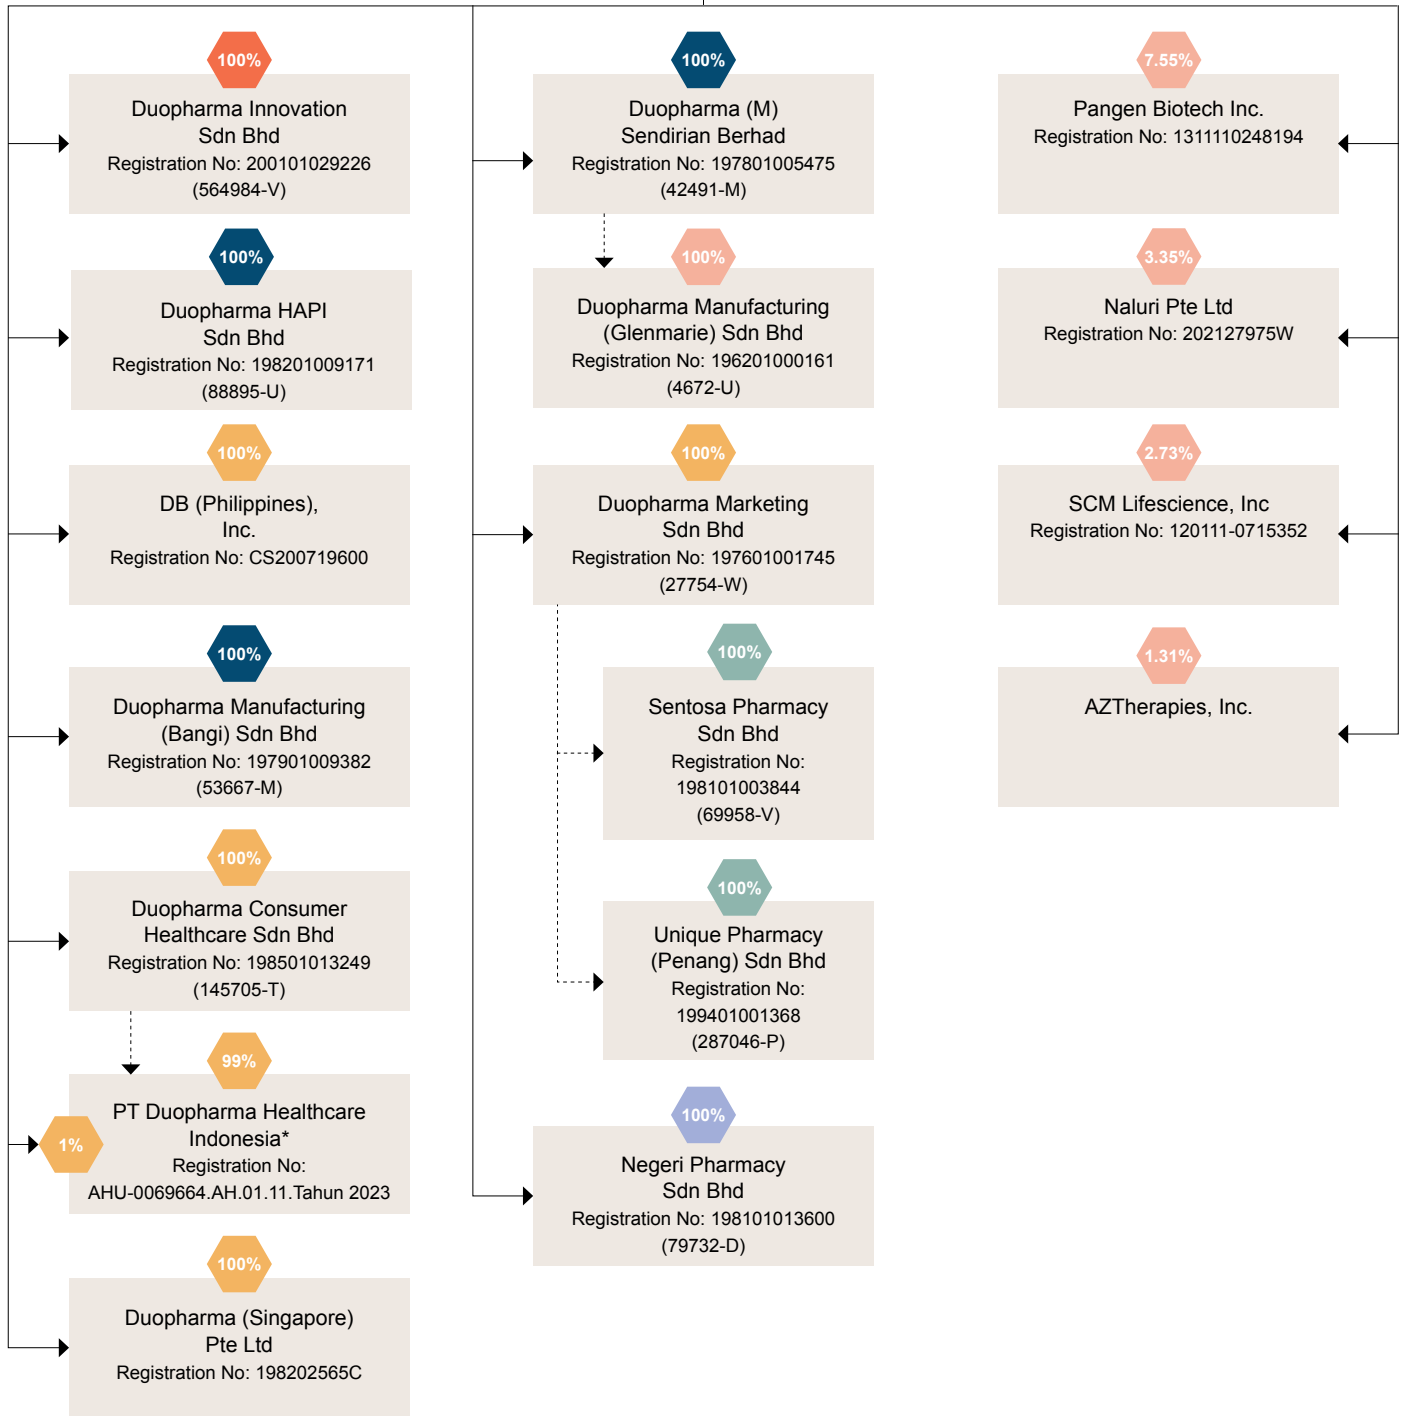 100%
Duopharma Innovation
Sdn Bhd
Registration No: 200101029226
(564984-V)
100%
Duopharma HAPI
Sdn Bhd
Registration No: 198201009171
(88895-U)
100%
DB (Philippines),
Inc.
Registration No: CS200719600
100%
Duopharma Manufacturing
(Bangi) Sdn Bhd
Registration No: 197901009382
(53667-M)
100%
Duopharma Consumer
Healthcare Sdn Bhd
Registration No: 198501013249
(145705-T)
99%
1%
PT Duopharma Healthcare
Indonesia*
Registration No:
AHU-0069664.AH.01.11.Tahun 2023
100%
Duopharma (Singapore)
Pte Ltd
Registration No: 198202565C
100%
Duopharma (M)
Sendirian Berhad
Registration No: 197801005475
(42491-M)
100%
Duopharma Manufacturing
(Glenmarie) Sdn Bhd
Registration No: 196201000161
(4672-U)
100%
Duopharma Marketing
Sdn Bhd
Registration No: 197601001745
(27754-W)
100%
Sentosa Pharmacy
Sdn Bhd
Registration No:
198101003844
(69958-V)
100%
Unique Pharmacy
(Penang) Sdn Bhd
Registration No:
199401001368
(287046-P)
100%
Negeri Pharmacy
Sdn Bhd
Registration No: 198101013600
(79732-D)
7.55%
Pangen Biotech Inc.
Registration No: 1311110248194
3.35%
Naluri Pte Ltd
Registration No: 202127975W
2.73%
SCM Lifescience, Inc
Registration No: 120111-0715352
1.31%
AZTherapies, Inc.